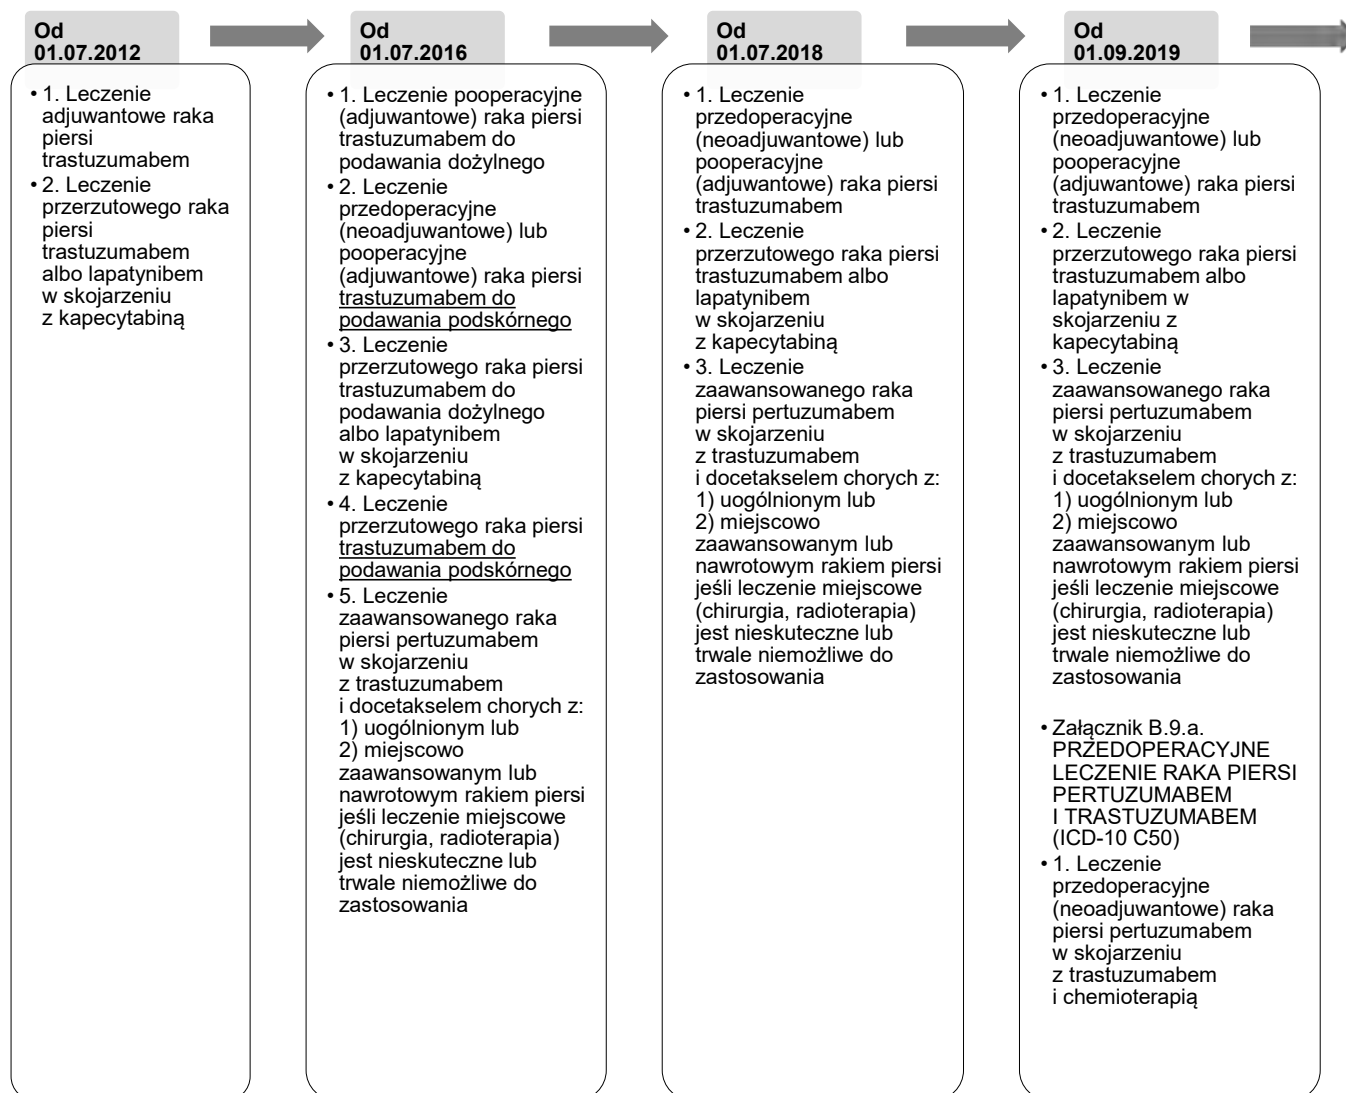 Od
01.07.2012
• 1. Leczenie
adjuwantowe raka
piersi
trastuzumabem
• 2. Leczenie
przerzutowego raka
piersi
trastuzumabem
albo lapatynibem
w skojarzeniu
z kapecytabiną
Od
01.07.2016
• 1. Leczenie pooperacyjne
(adjuwantowe) raka piersi
trastuzumabem do
podawania dożylnego
• 2. Leczenie
przedoperacyjne
(neoadjuwantowe) lub
pooperacyjne
(adjuwantowe) raka piersi
trastuzumabem do
podawania podskórnego
• 3. Leczenie
przerzutowego raka piersi
trastuzumabem do
podawania dożylnego
albo lapatynibem
w skojarzeniu
z kapecytabiną
• 4. Leczenie
przerzutowego raka piersi
trastuzumabem do
podawania podskórnego
• 5. Leczenie
zaawansowanego raka
piersi pertuzumabem
w skojarzeniu
z trastuzumabem
i docetakselem chorych z:
1) uogólnionym lub
2) miejscowo
zaawansowanym lub
nawrotowym rakiem piersi
jeśli leczenie miejscowe
(chirurgia, radioterapia)
jest nieskuteczne lub
trwale niemożliwe do
zastosowania
Od
01.07.2018
• 1. Leczenie
przedoperacyjne
(neoadjuwantowe) lub
pooperacyjne
(adjuwantowe) raka piersi
trastuzumabem
• 2. Leczenie
przerzutowego raka piersi
trastuzumabem albo
lapatynibem
w skojarzeniu
z kapecytabiną
• 3. Leczenie
zaawansowanego raka
piersi pertuzumabem
w skojarzeniu
z trastuzumabem
i docetakselem chorych z:
1) uogólnionym lub
2) miejscowo
zaawansowanym lub
nawrotowym rakiem piersi
jeśli leczenie miejscowe
(chirurgia, radioterapia)
jest nieskuteczne lub
trwale niemożliwe do
zastosowania
Od
01.09.2019
• 1. Leczenie
przedoperacyjne
(neoadjuwantowe) lub
pooperacyjne
(adjuwantowe) raka piersi
trastuzumabem
• 2. Leczenie
przerzutowego raka piersi
trastuzumabem albo
lapatynibem w
skojarzeniu z
kapecytabiną
• 3. Leczenie
zaawansowanego raka
piersi pertuzumabem
w skojarzeniu
z trastuzumabem
i docetakselem chorych z:
1) uogólnionym lub
2) miejscowo
zaawansowanym lub
nawrotowym rakiem piersi
jeśli leczenie miejscowe
(chirurgia, radioterapia)
jest nieskuteczne lub
trwale niemożliwe do
zastosowania
• Załącznik B.9.a.
PRZEDOPERACYJNE
LECZENIE RAKA PIERSI
PERTUZUMABEM
I TRASTUZUMABEM
(ICD-10 C50)
• 1. Leczenie
przedoperacyjne
(neoadjuwantowe) raka
piersi pertuzumabem
w skojarzeniu
z trastuzumabem
i chemioterapią